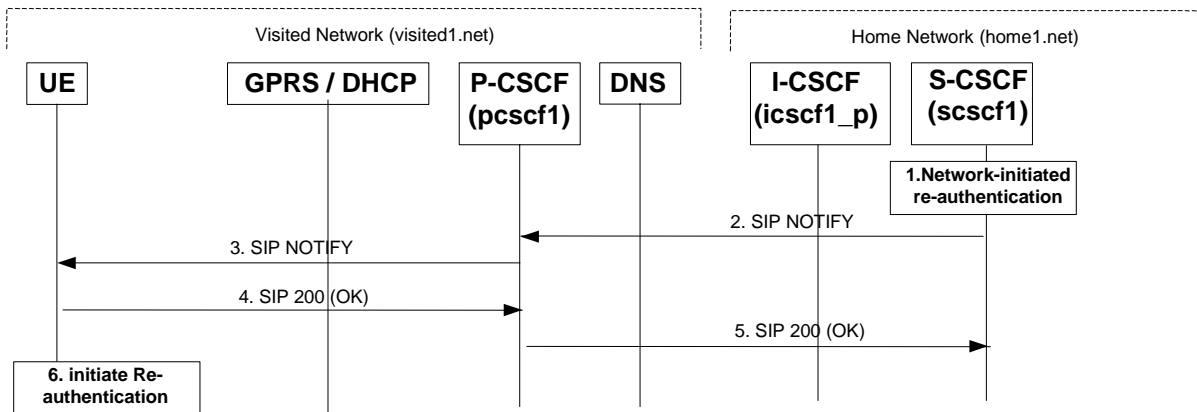 Visited Network (visited1.net)
Home Network (home1.net)
UE
GPRS / DHCP
P-CSCF
(pcscf1)
DNS
I-CSCF
(icscf1_p)
S-CSCF
(scscf1)
1.Network-initiated
re-authentication
2. SIP NOTIFY
3. SIP NOTIFY
4. SIP 200 (OK)
5. SIP 200 (OK)
6. initiate Re-
authentication